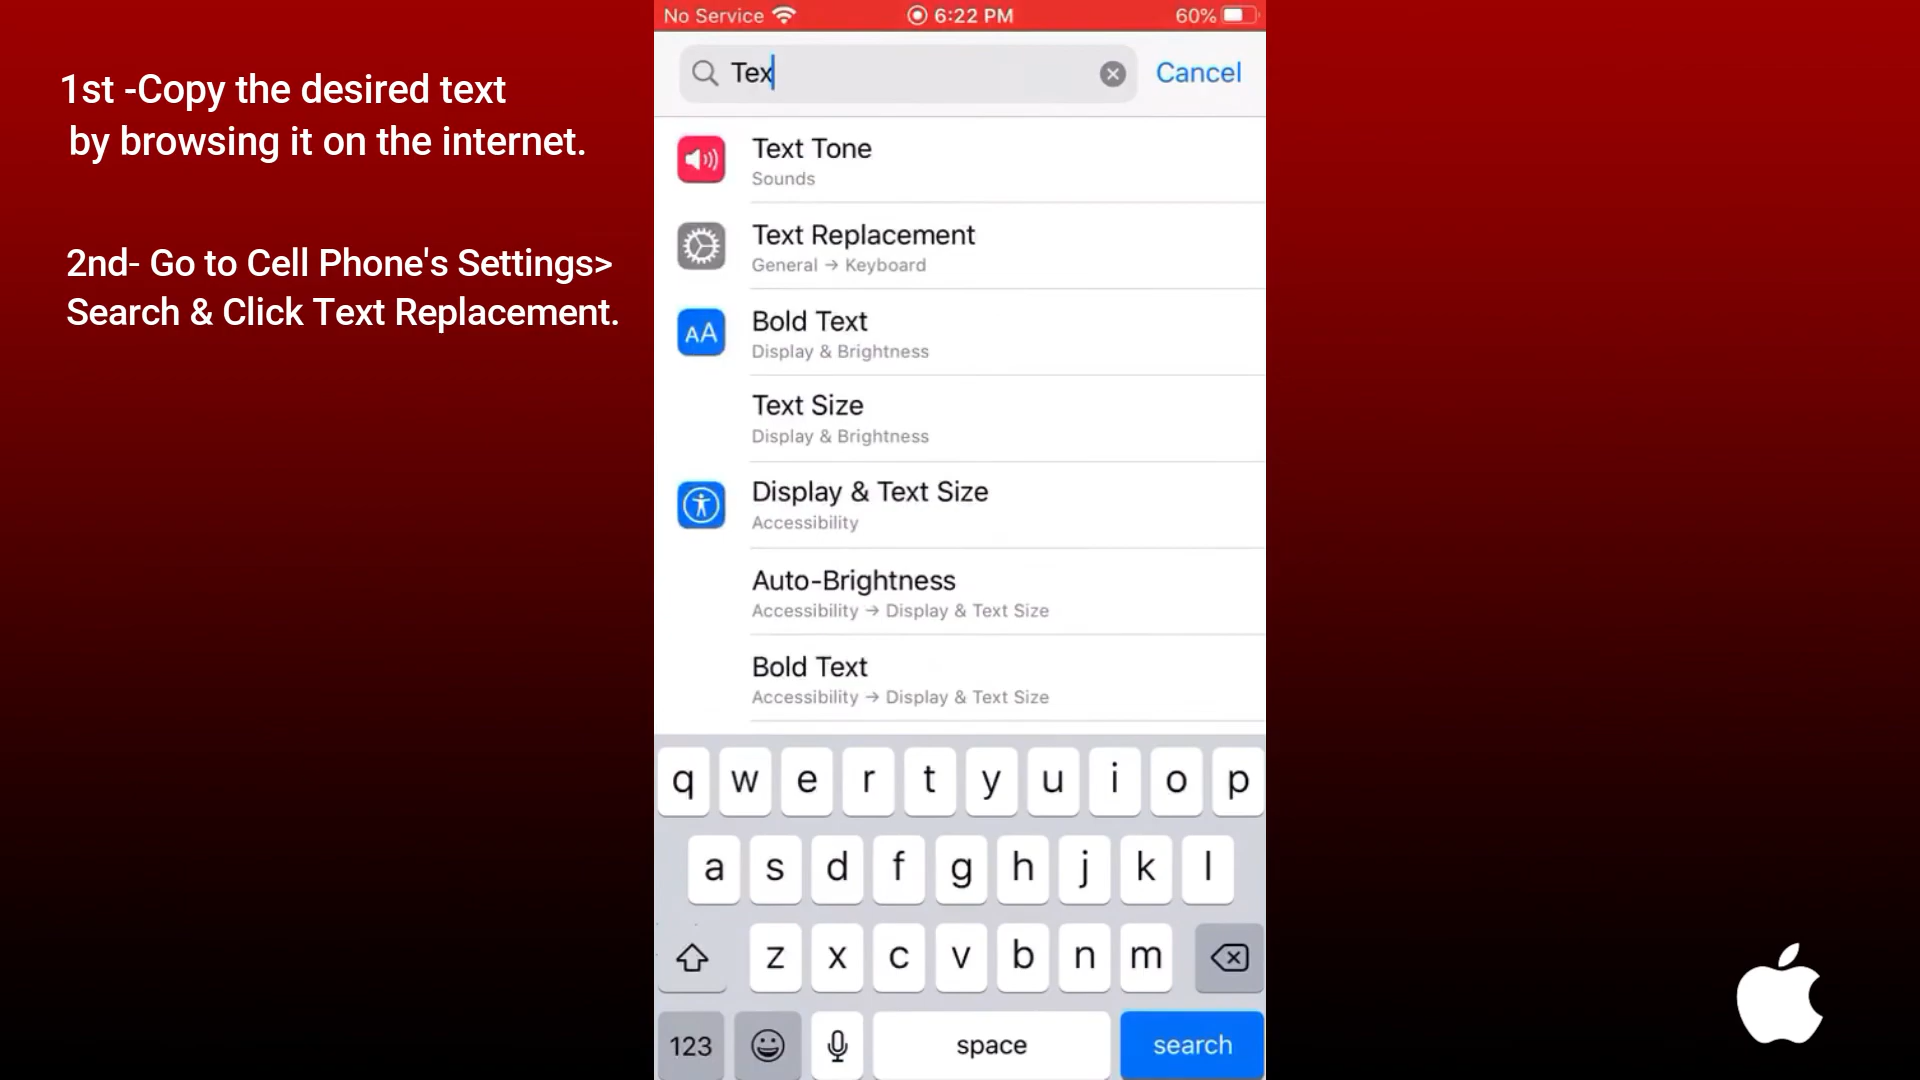 1st -Copy the desired text
by browsing it on the internet.
2nd- Go to Cell Phone's Settings>
Search & Click Text Replacement.
No Service 6:22 PM 60%
Tex Cancel
Text Tone
Sounds
Text Replacement
General → Keyboard
AA
Bold Text
Display & Brightness
Text Size
Display & Brightness
Display & Text Size
Accessibility
Auto-Brightness
Accessibility → Display & Text Size
Bold Text
Accessibility → Display & Text Size
q w e r t y u i o p
a s d f g h j k l
z x c v b n m
123 space search